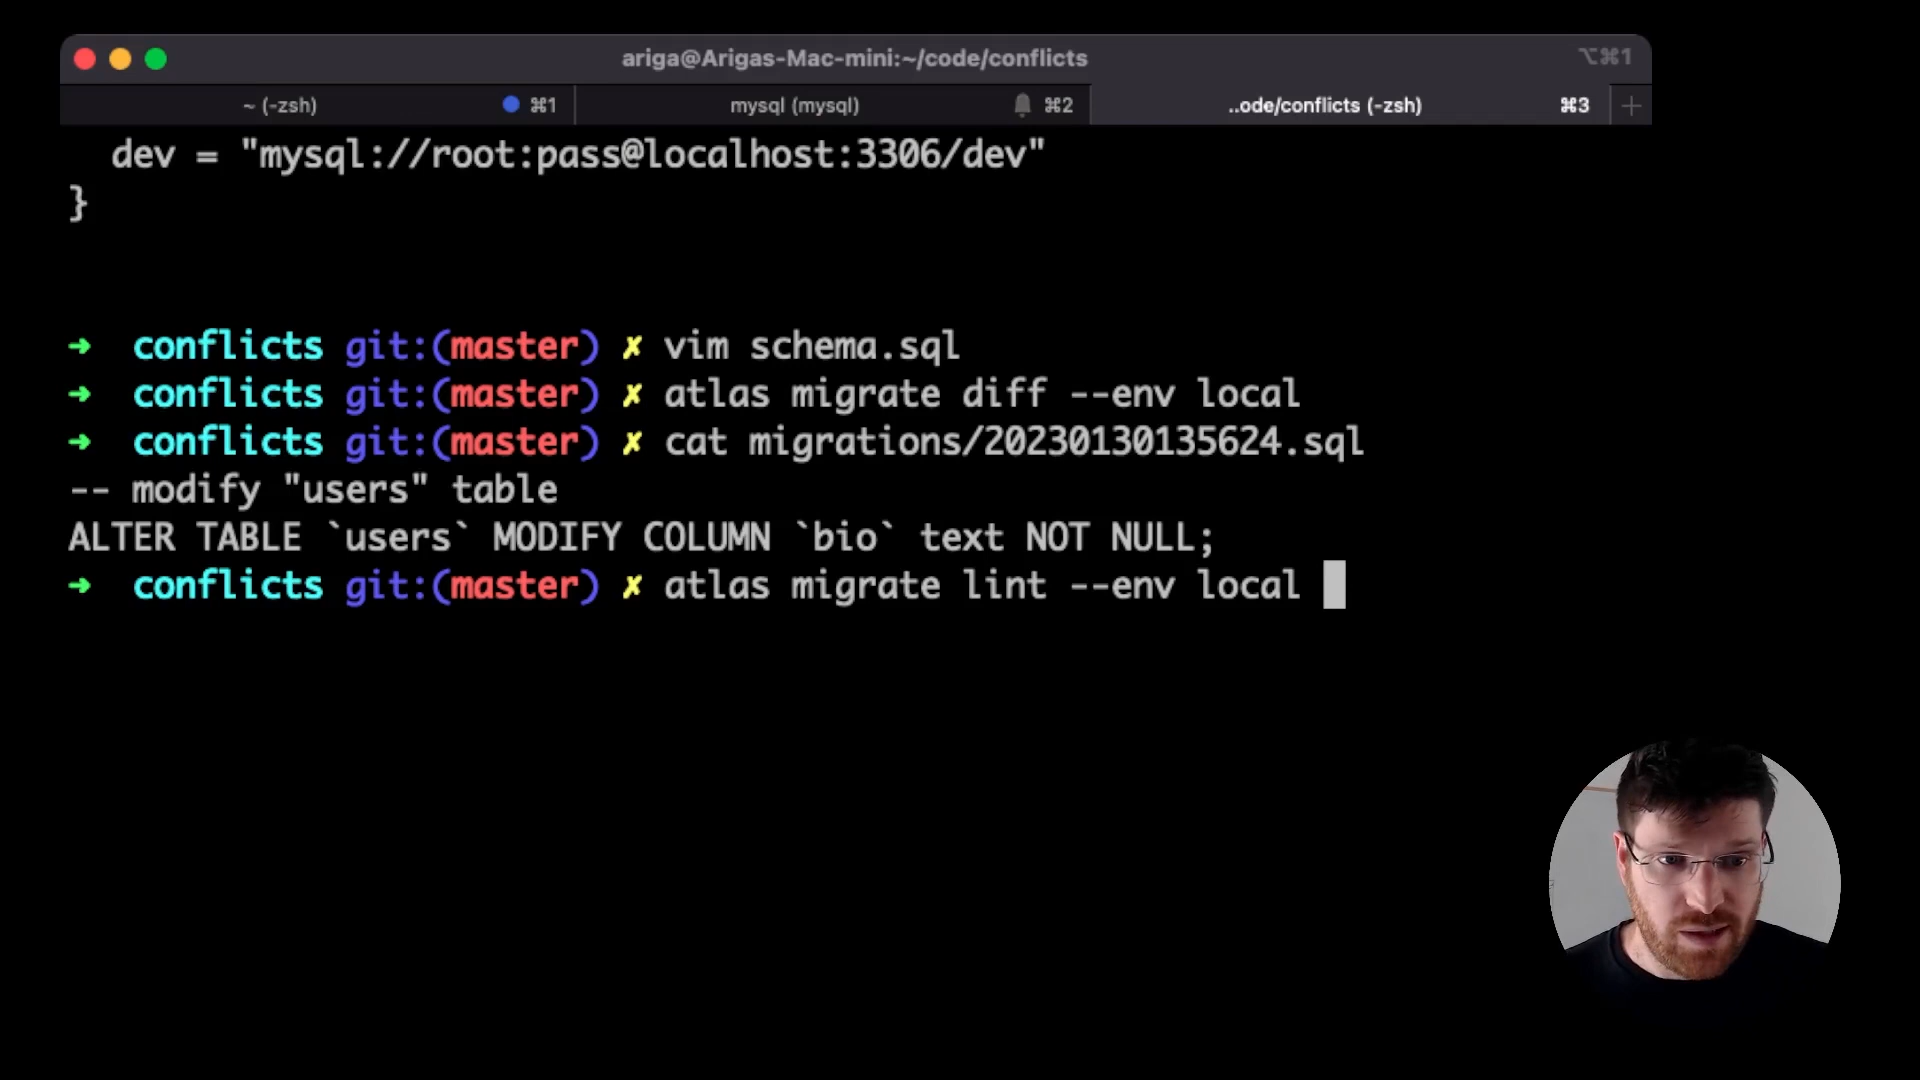 ariga@Arigas-Mac-mini:~/code/conflicts ⌥⌘1
~ (-zsh) ⌘1 mysql (mysql) ⌘2 ..ode/conflicts (-zsh) ⌘3 +
dev = "mysql://root:pass@localhost:3306/dev"
}
➜ conflicts git:(master) ✗ vim schema.sql
➜ conflicts git:(master) ✗ atlas migrate diff --env local
➜ conflicts git:(master) ✗ cat migrations/20230130135624.sql
-- modify "users" table
ALTER TABLE `users` MODIFY COLUMN `bio` text NOT NULL;
➜ conflicts git:(master) ✗ atlas migrate lint --env local